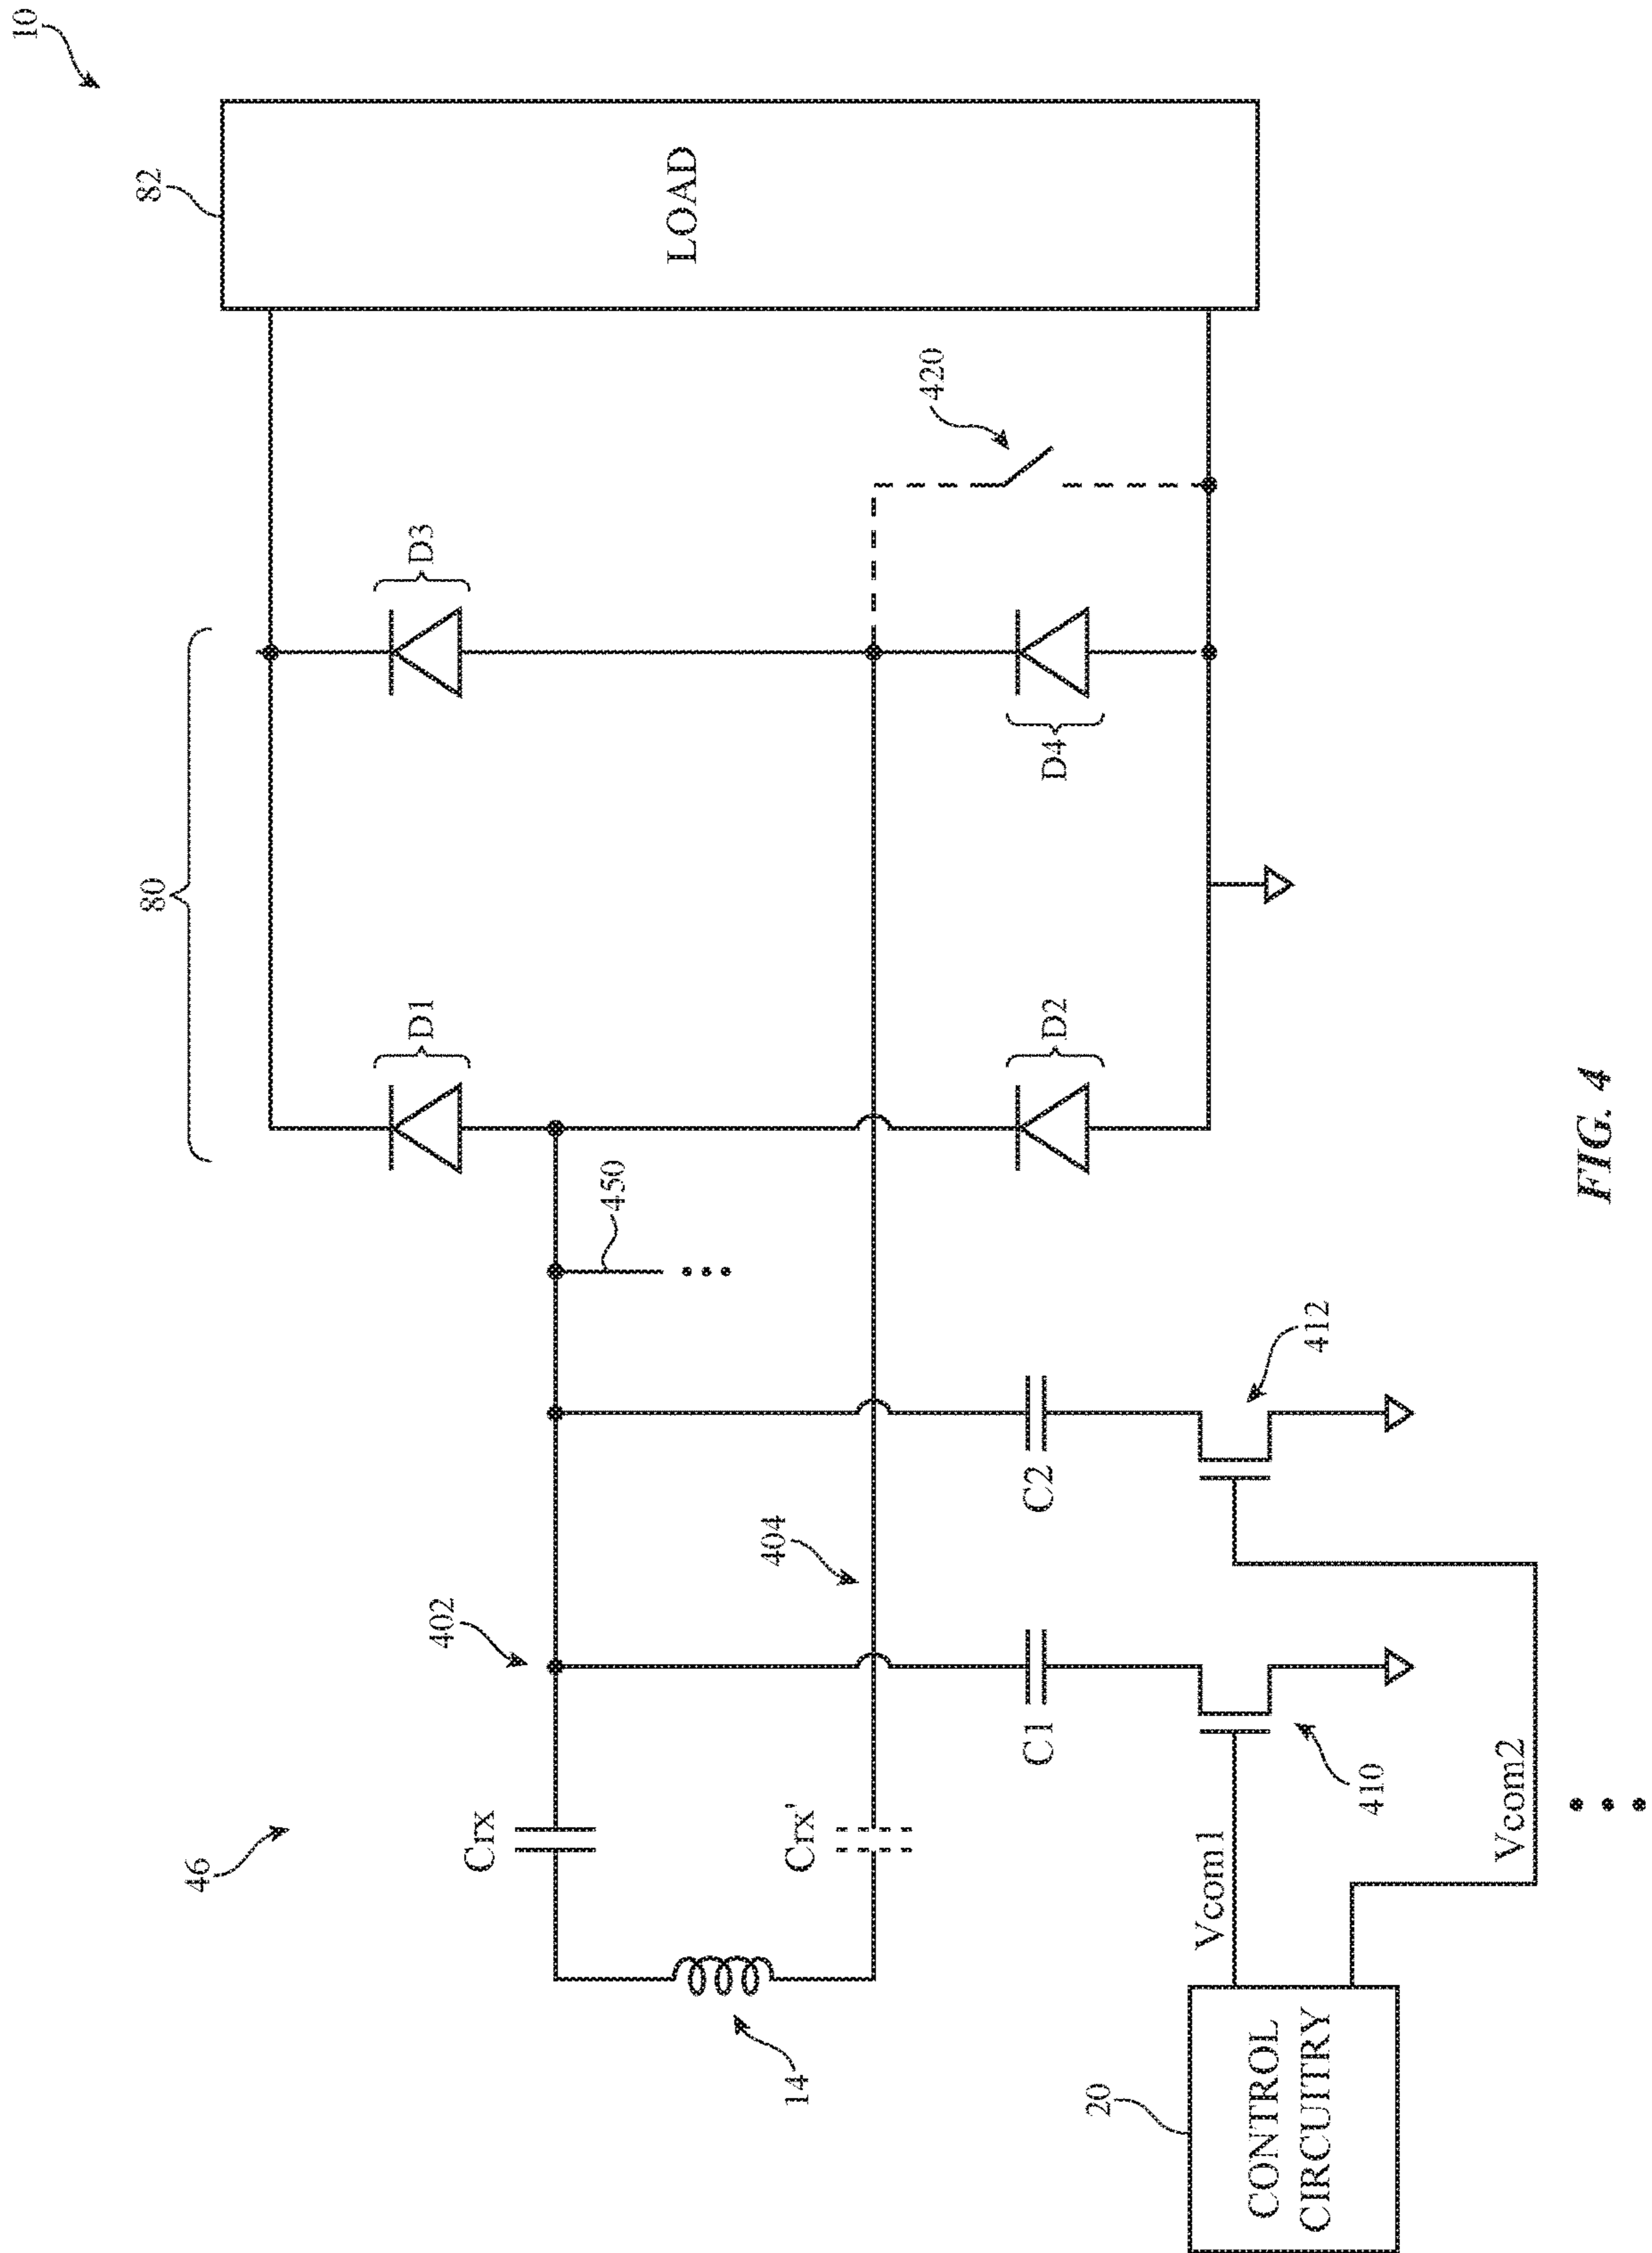 10
82
LOAD
80
D1
D3
D2
D4
420
450
46
402
404
Crx
Crx'
14
C1
C2
412
410
20
CONTROL
CIRCUITRY
Vcom1
Vcom2
FIG. 4